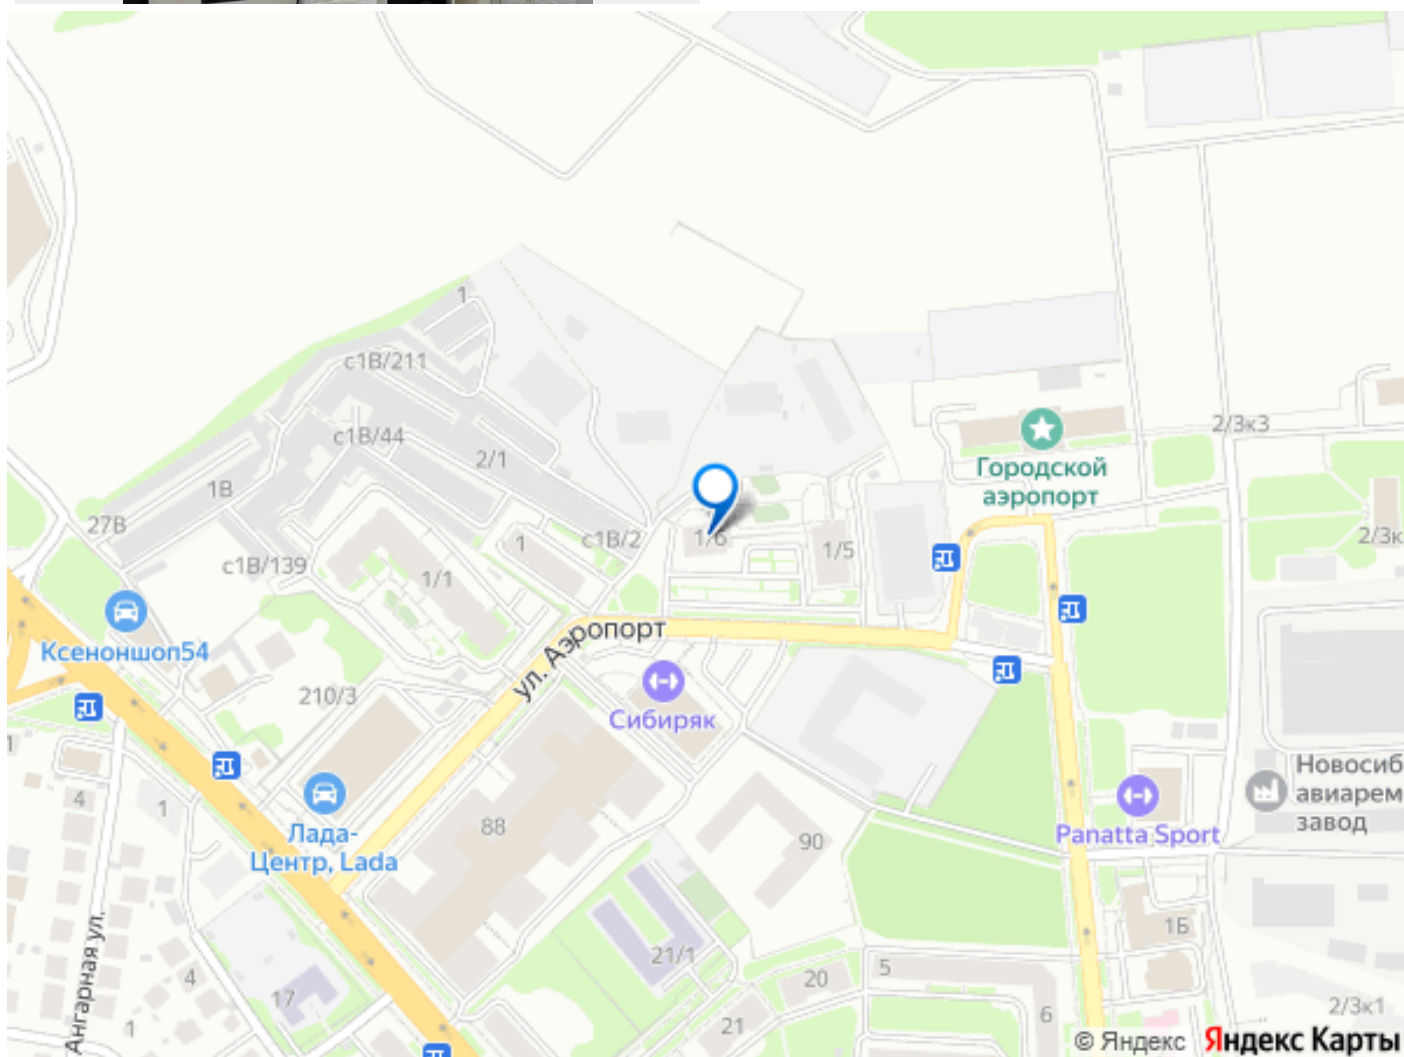 1
с1В/211
с1В/44
2/1
1В
27В
с1В/139
1
с1В/2
1/6
1/5
1/1
Городской
аэропорт
2/3к3
2/3к
Ксеноншоп54
ул. Аэропорт
Сибиряк
210/3
1
4
1
Лада-
Центр, Lada
88
90
Новосиб
авиарем
завод
Panatta Sport
1Б
21/1
20
5
6
21
17
4
1
Ангарная ул.
2/3к1
© Яндекс Яндекс Карты